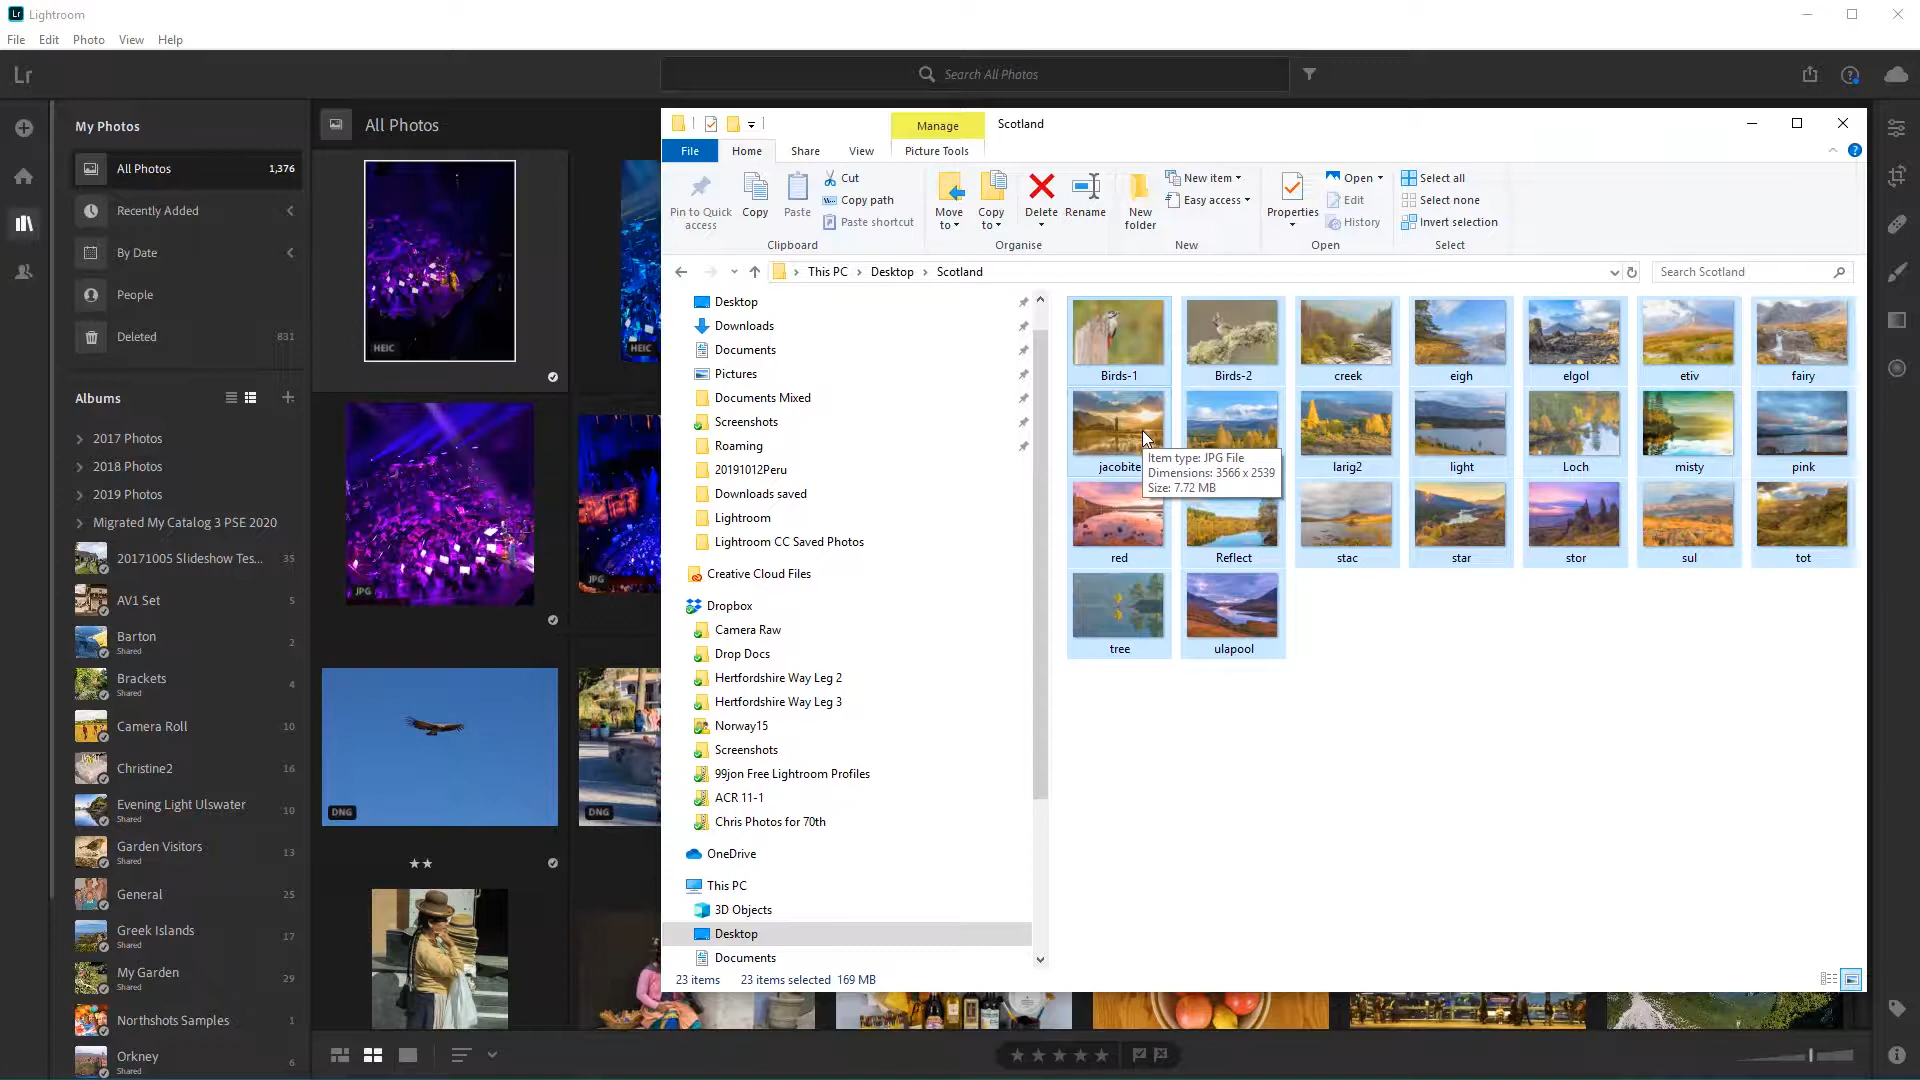 Lr Lightroom
File Edit Photo View Help
Lr
Search All Photos
My Photos
All Photos 1,376
Recently Added
By Date
People
Deleted 831
Albums
2017 Photos
2018 Photos
2019 Photos
Migrated My Catalog 3 PSE 2020
20171005 Slideshow Tes... 35
AV1 Set 5
Barton 2
Shared
Brackets 4
Shared
Camera Roll 10
Christine2 16
Evening Light Ulswater 10
Shared
Garden Visitors 13
Shared
General 25
Greek Islands 17
Shared
My Garden 29
Shared
Northshots Samples 1
Orkney 6
Shared
All Photos
HEIC
HEIC
JPG
JPG
DNG
DNG
Manage Scotland
File Home Share View Picture Tools
Pin to Quick access
Copy
Paste
Cut
Copy path
Paste shortcut
Clipboard
Move to
Copy to
Delete
Rename
Organise
New folder
New item
Easy access
New
Properties
Open
Edit
History
Open
Select all
Select none
Invert selection
Select
This PC Desktop Scotland
Search Scotland
Desktop
Downloads
Documents
Pictures
Documents Mixed
Screenshots
Roaming
20191012Peru
Downloads saved
Lightroom
Lightroom CC Saved Photos
Creative Cloud Files
Dropbox
Camera Raw
Drop Docs
Hertfordshire Way Leg 2
Hertfordshire Way Leg 3
Norway15
Screenshots
99jon Free Lightroom Profiles
ACR 11-1
Chris Photos for 70th
OneDrive
This PC
3D Objects
Desktop
Documents
Birds-1 Birds-2 creek eigh elgol etiv fairy
jacobite larig2 light Loch misty pink
Item type: JPG File
Dimensions: 3566 x 2539
Size: 7.72 MB
red Reflect stac star stor sul tot
tree ulapool
23 items 23 items selected 169 MB